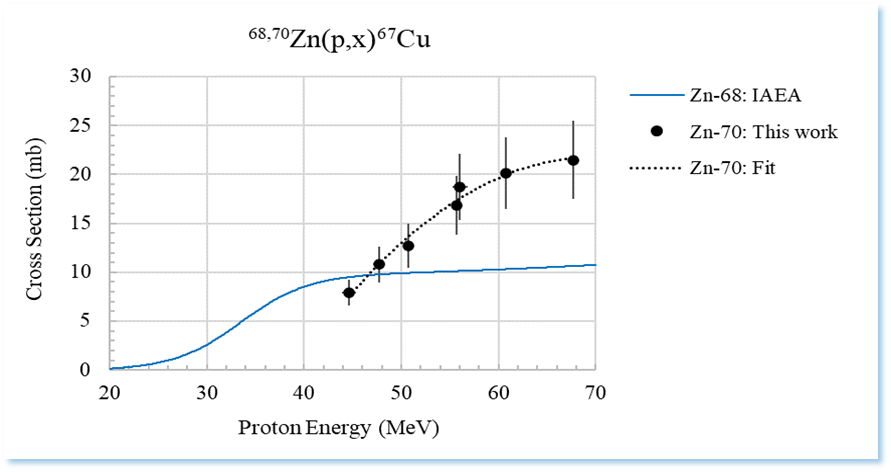 68,70Zn(p,x)67Cu
30
25
20
15
10
5
0
Cross Section (mb)
20 30 40 50 60 70
Proton Energy (MeV)
Zn-68: IAEA
Zn-70: This work
Zn-70: Fit